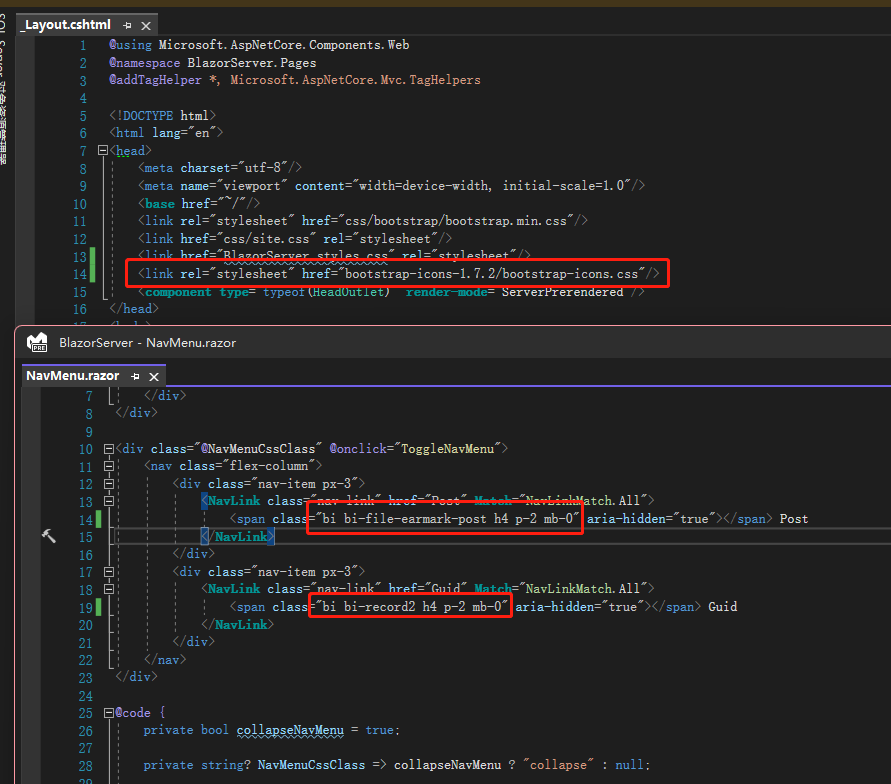 _Layout.cshtml
SQL Server 对象资源管理器
1 @using Microsoft.AspNetCore.Components.Web
2 @namespace BlazorServer.Pages
3 @addTagHelper *, Microsoft.AspNetCore.Mvc.TagHelpers
4
5 <!DOCTYPE html>
6 <html lang="en">
7 <head>
8 <meta charset="utf-8"/>
9 <meta name="viewport" content="width=device-width, initial-scale=1.0"/>
10 <base href="~/"/>
11 <link rel="stylesheet" href="css/bootstrap/bootstrap.min.css"/>
12 <link href="css/site.css" rel="stylesheet"/>
13 <link href="BlazorServer.styles.css" rel="stylesheet"/>
14 <link rel="stylesheet" href="bootstrap-icons-1.7.2/bootstrap-icons.css"/>
15 <component type= typeof(HeadOutlet) render-mode= ServerPrerendered />
16 </head>
PRE
BlazorServer - NavMenu.razor
NavMenu.razor
7 </div>
8 </div>
9
10 <div class="@NavMenuCssClass" @onclick="ToggleNavMenu">
11 <nav class="flex-column">
12 <div class="nav-item px-3">
13 <NavLink class="nav-link" href="Post" Match="NavLinkMatch.All">
14 <span class="bi bi-file-earmark-post h4 p-2 mb-0" aria-hidden="true"></span> Post
15 </NavLink>
16 </div>
17 <div class="nav-item px-3">
18 <NavLink class="nav-link" href="Guid" Match="NavLinkMatch.All">
19 <span class="bi bi-record2 h4 p-2 mb-0" aria-hidden="true"></span> Guid
20 </NavLink>
21 </div>
22 </nav>
23 </div>
24
25 @code {
26 private bool collapseNavMenu = true;
27
28 private string? NavMenuCssClass => collapseNavMenu ? "collapse" : null;
29